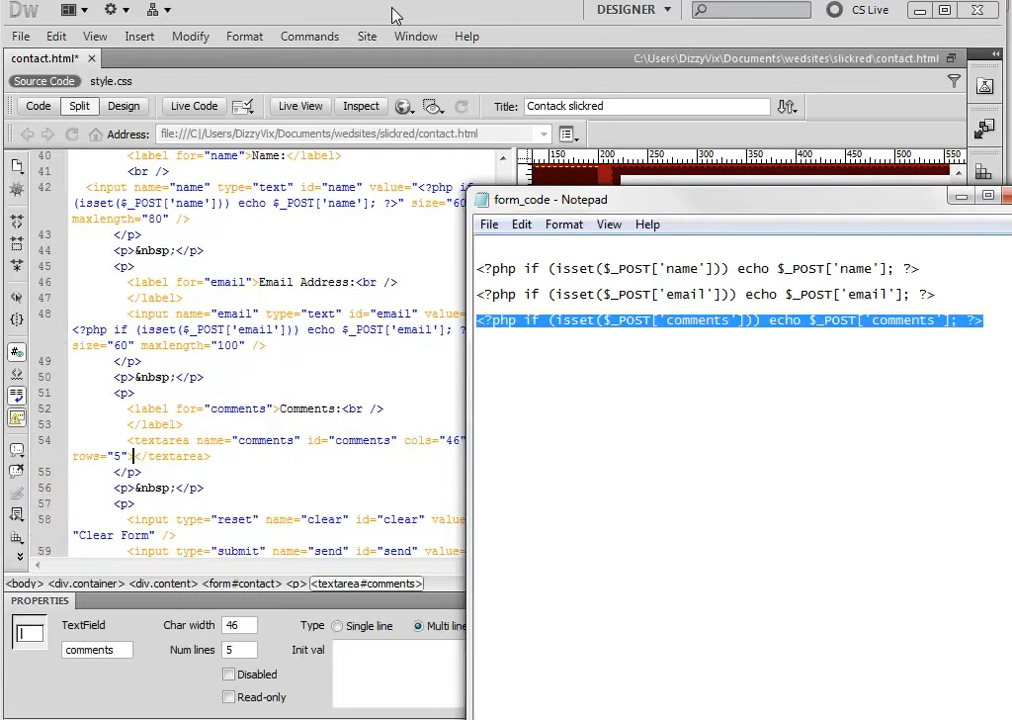 Dw
DESIGNER
CS Live
File Edit View Insert Modify Format Commands Site Window Help
contact.html*
C:\Users\DizzyVix\Documents\wedsites\slickred\contact.html
Source Code style.css
Code Split Design Live Code Live View Inspect Title: Contack slickred
Address: file:///C|/Users/DizzyVix/Documents/wedsites/slickred/contact.html
150 200 250 300 350 400 450 500 550
40 <label for="name">Name:</label>
41 <br />
42 <input name="name" type="text" id="name" value="<?php if
(isset($_POST['name'])) echo $_POST['name']; ?>" size="60
maxlength="80" />
43 </p>
44 <p>&nbsp;</p>
45 <p>
46 <label for="email">Email Address:<br />
47 </label>
48 <input name="email" type="text" id="email" value=
<?php if (isset($_POST['email'])) echo $_POST['email']; ?
size="60" maxlength="100" />
49 </p>
50 <p>&nbsp;</p>
51 <p>
52 <label for="comments">Comments:<br />
53 </label>
54 <textarea name="comments" id="comments" cols="46"
rows="5"></textarea>
55 </p>
56 <p>&nbsp;</p>
57 <p>
58 <input type="reset" name="clear" id="clear" value=
"Clear Form" />
59 <input type="submit" name="send" id="send" value=
<body> <div.container> <div.content> <form#contact> <p> <textarea#comments>
PROPERTIES
TextField Char width 46 Type Single line Multi line
comments Num lines 5 Init val
Disabled
Read-only
form_code - Notepad
File Edit Format View Help
<?php if (isset($_POST['name'])) echo $_POST['name']; ?>
<?php if (isset($_POST['email'])) echo $_POST['email']; ?>
<?php if (isset($_POST['comments'])) echo $_POST['comments']; ?>